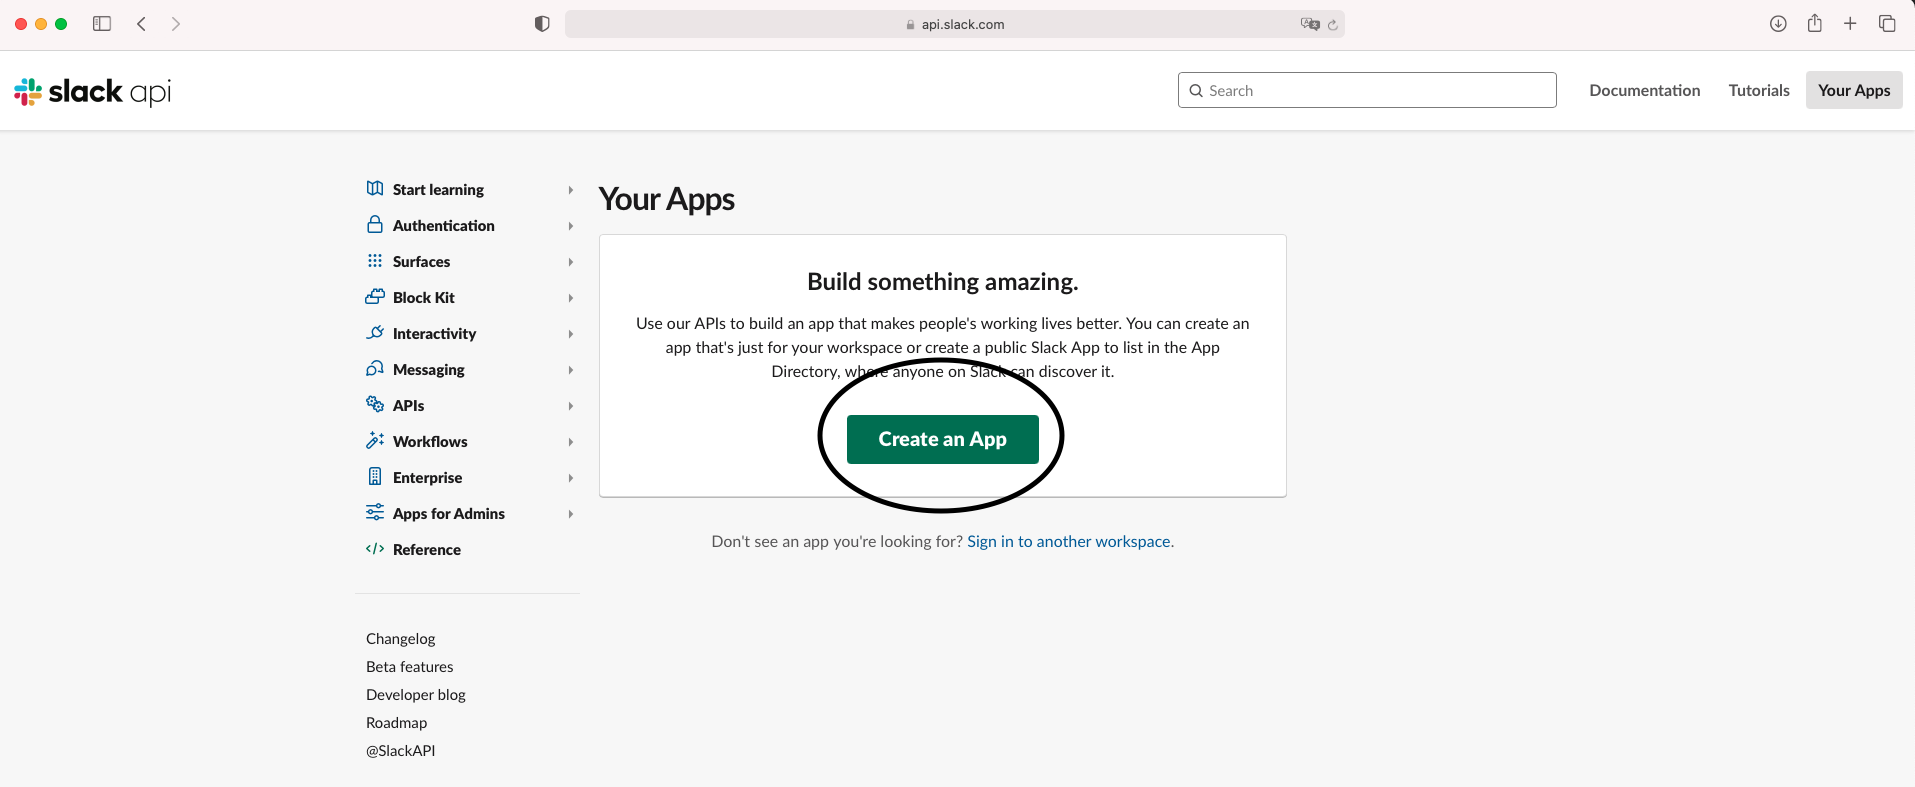 api.slack.com
slack api
Search
Documentation
Tutorials
Your Apps
Start learning
Authentication
Surfaces
Block Kit
Interactivity
Messaging
APIs
Workflows
Enterprise
Apps for Admins
Reference
Changelog
Beta features
Developer blog
Roadmap
@SlackAPI
Your Apps
Build something amazing.
Use our APIs to build an app that makes people's working lives better. You can create an
app that's just for your workspace or create a public Slack App to list in the App
Directory, where anyone on Slack can discover it.
Create an App
Don't see an app you're looking for? Sign in to another workspace.